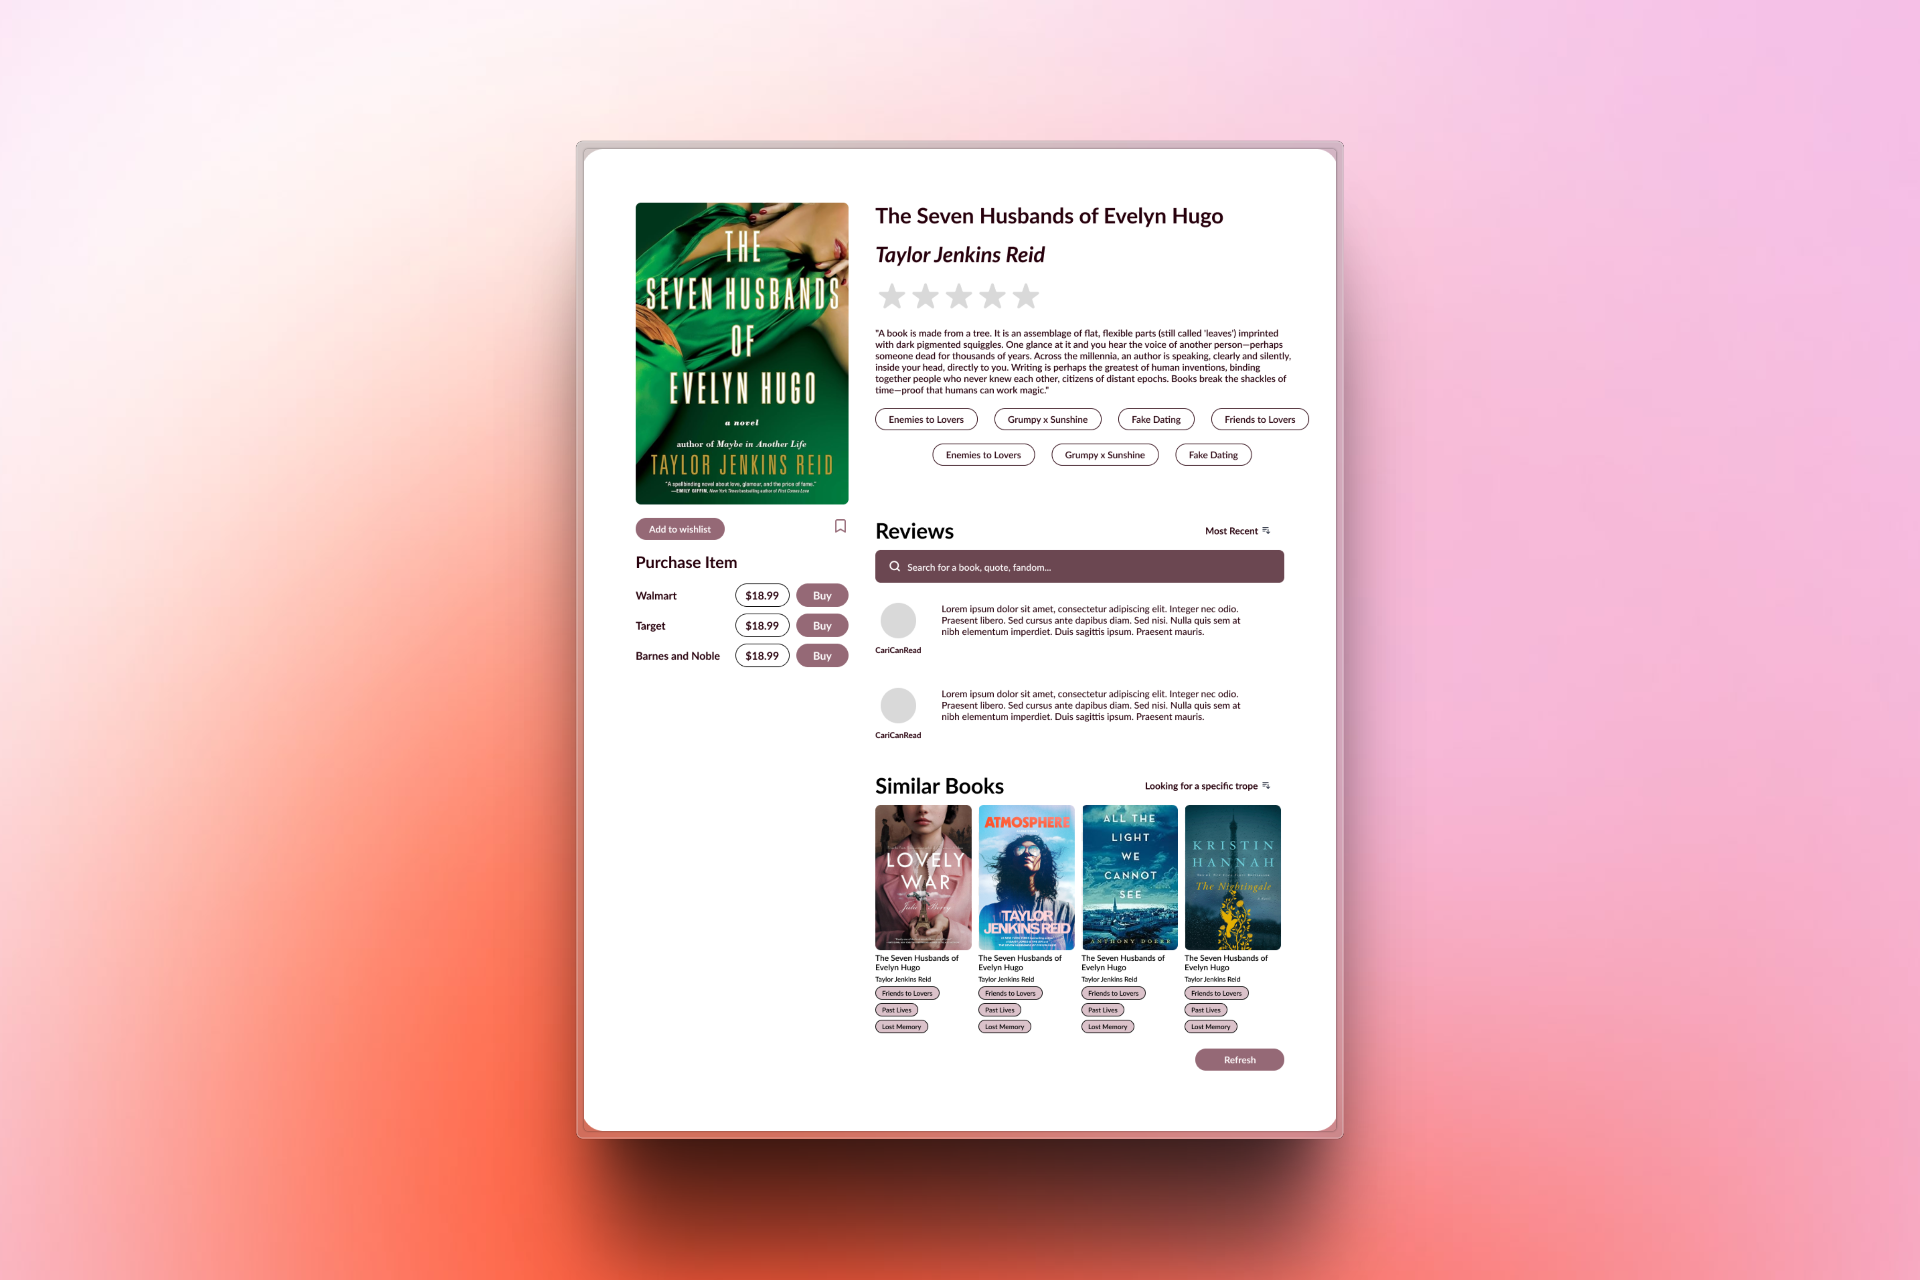 THE
SEVEN HUSBANDS
OF
EVELYN HUGO
a novel
author of Maybe in Another Life
TAYLOR JENKINS REID
"A spellbinding novel about love, glamour, and the price of fame."
—EMILY GIFFIN, New York Times bestselling author of First Comes Love
Add to wishlist
Purchase Item
Walmart $18.99 Buy
Target $18.99 Buy
Barnes and Noble $18.99 Buy
The Seven Husbands of Evelyn Hugo
Taylor Jenkins Reid
"A book is made from a tree. It is an assemblage of flat, flexible parts (still called 'leaves') imprinted
with dark pigmented squiggles. One glance at it and you hear the voice of another person—perhaps
someone dead for thousands of years. Across the millennia, an author is speaking, clearly and silently,
inside your head, directly to you. Writing is perhaps the greatest of human inventions, binding
together people who never knew each other, citizens of distant epochs. Books break the shackles of
time—proof that humans can work magic."
Enemies to Lovers Grumpy x Sunshine Fake Dating Friends to Lovers
Enemies to Lovers Grumpy x Sunshine Fake Dating
Reviews Most Recent
Search for a book, quote, fandom...
Lorem ipsum dolor sit amet, consectetur adipiscing elit. Integer nec odio.
Praesent libero. Sed cursus ante dapibus diam. Sed nisi. Nulla quis sem at
nibh elementum imperdiet. Duis sagittis ipsum. Praesent mauris.
CariCanRead
Lorem ipsum dolor sit amet, consectetur adipiscing elit. Integer nec odio.
Praesent libero. Sed cursus ante dapibus diam. Sed nisi. Nulla quis sem at
nibh elementum imperdiet. Duis sagittis ipsum. Praesent mauris.
CariCanRead
Similar Books Looking for a specific trope
LOVELY
WAR
Julie Berry
ATMOSPHERE
TAYLOR
JENKINS REID
ALL THE
LIGHT
WE
CANNOT
SEE
ANTHONY DOERR
KRISTIN
HANNAH
The Nightingale
The Seven Husbands of
Evelyn Hugo
Taylor Jenkins Reid
Friends to Lovers
Past Lives
Lost Memory
The Seven Husbands of
Evelyn Hugo
Taylor Jenkins Reid
Friends to Lovers
Past Lives
Lost Memory
The Seven Husbands of
Evelyn Hugo
Taylor Jenkins Reid
Friends to Lovers
Past Lives
Lost Memory
The Seven Husbands of
Evelyn Hugo
Taylor Jenkins Reid
Friends to Lovers
Past Lives
Lost Memory
Refresh